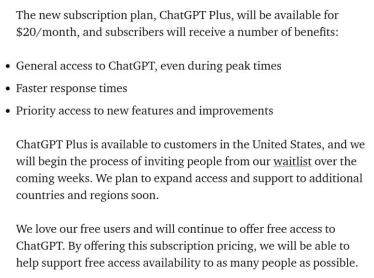 The new subscription plan, ChatGPT Plus, will be available for
$20/month, and subscribers will receive a number of benefits:
• General access to ChatGPT, even during peak times
• Faster response times
• Priority access to new features and improvements
ChatGPT Plus is available to customers in the United States, and we
will begin the process of inviting people from our waitlist over the
coming weeks. We plan to expand access and support to additional
countries and regions soon.
We love our free users and will continue to offer free access to
ChatGPT. By offering this subscription pricing, we will be able to
help support free access availability to as many people as possible.